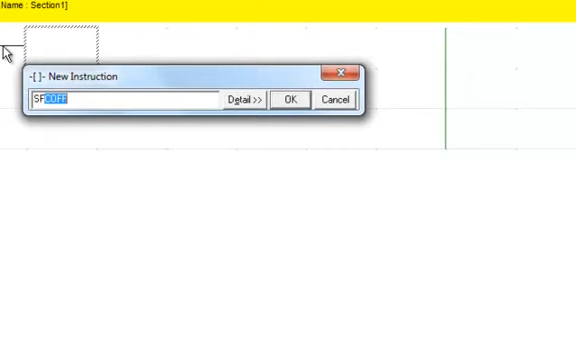 Name : Section1]
-[ ]- New Instruction
SFCOFF
Detail >>
OK
Cancel